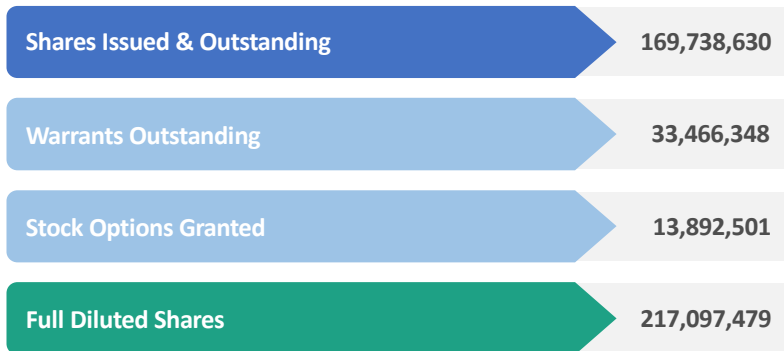 Shares Issued & Outstanding 169,738,630
Warrants Outstanding 33,466,348
Stock Options Granted 13,892,501
Full Diluted Shares 217,097,479